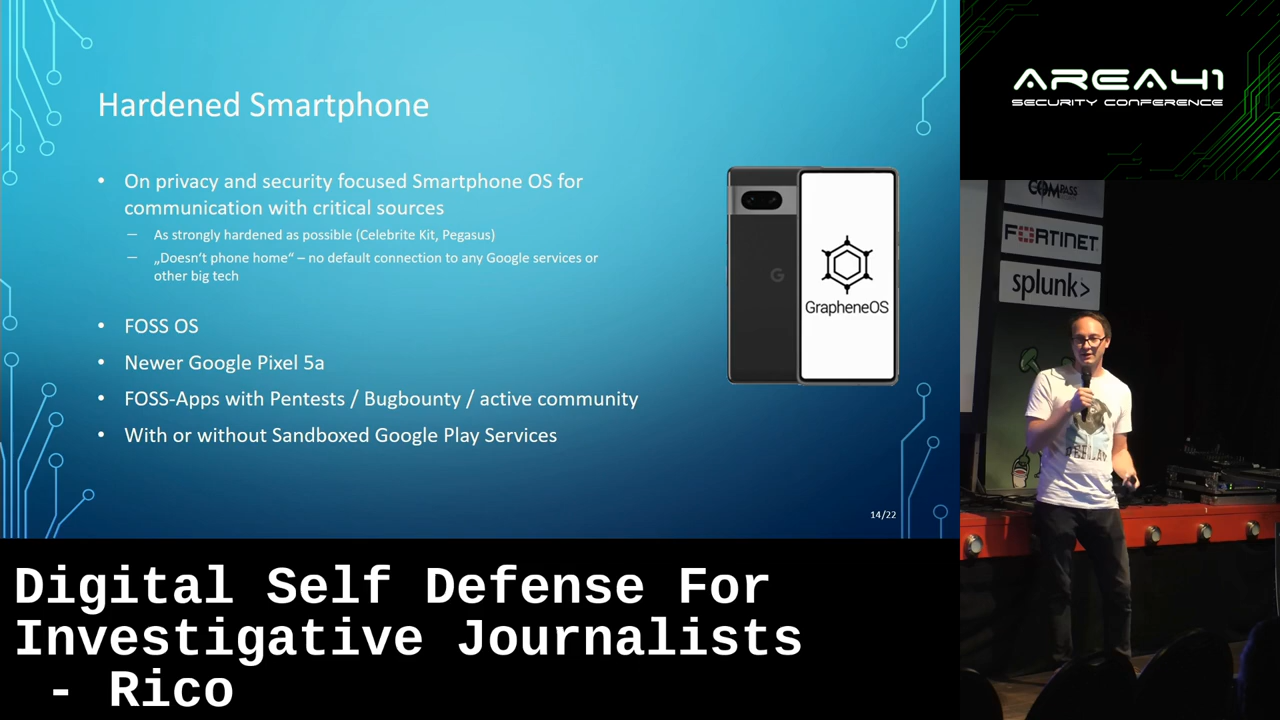 Hardened Smartphone
• On privacy and security focused Smartphone OS for
communication with critical sources
– As strongly hardened as possible (Celebrite Kit, Pegasus)
– „Doesn't phone home“ – no default connection to any Google services or
other big tech
• FOSS OS
• Newer Google Pixel 5a
• FOSS-Apps with Pentests / Bugbounty / active community
• With or without Sandboxed Google Play Services
G
GrapheneOS
14/22
AREA41
SECURITY CONFERENCE
COMPASS
FORTINET
splunk>
Digital Self Defense For
Investigative Journalists
- Rico